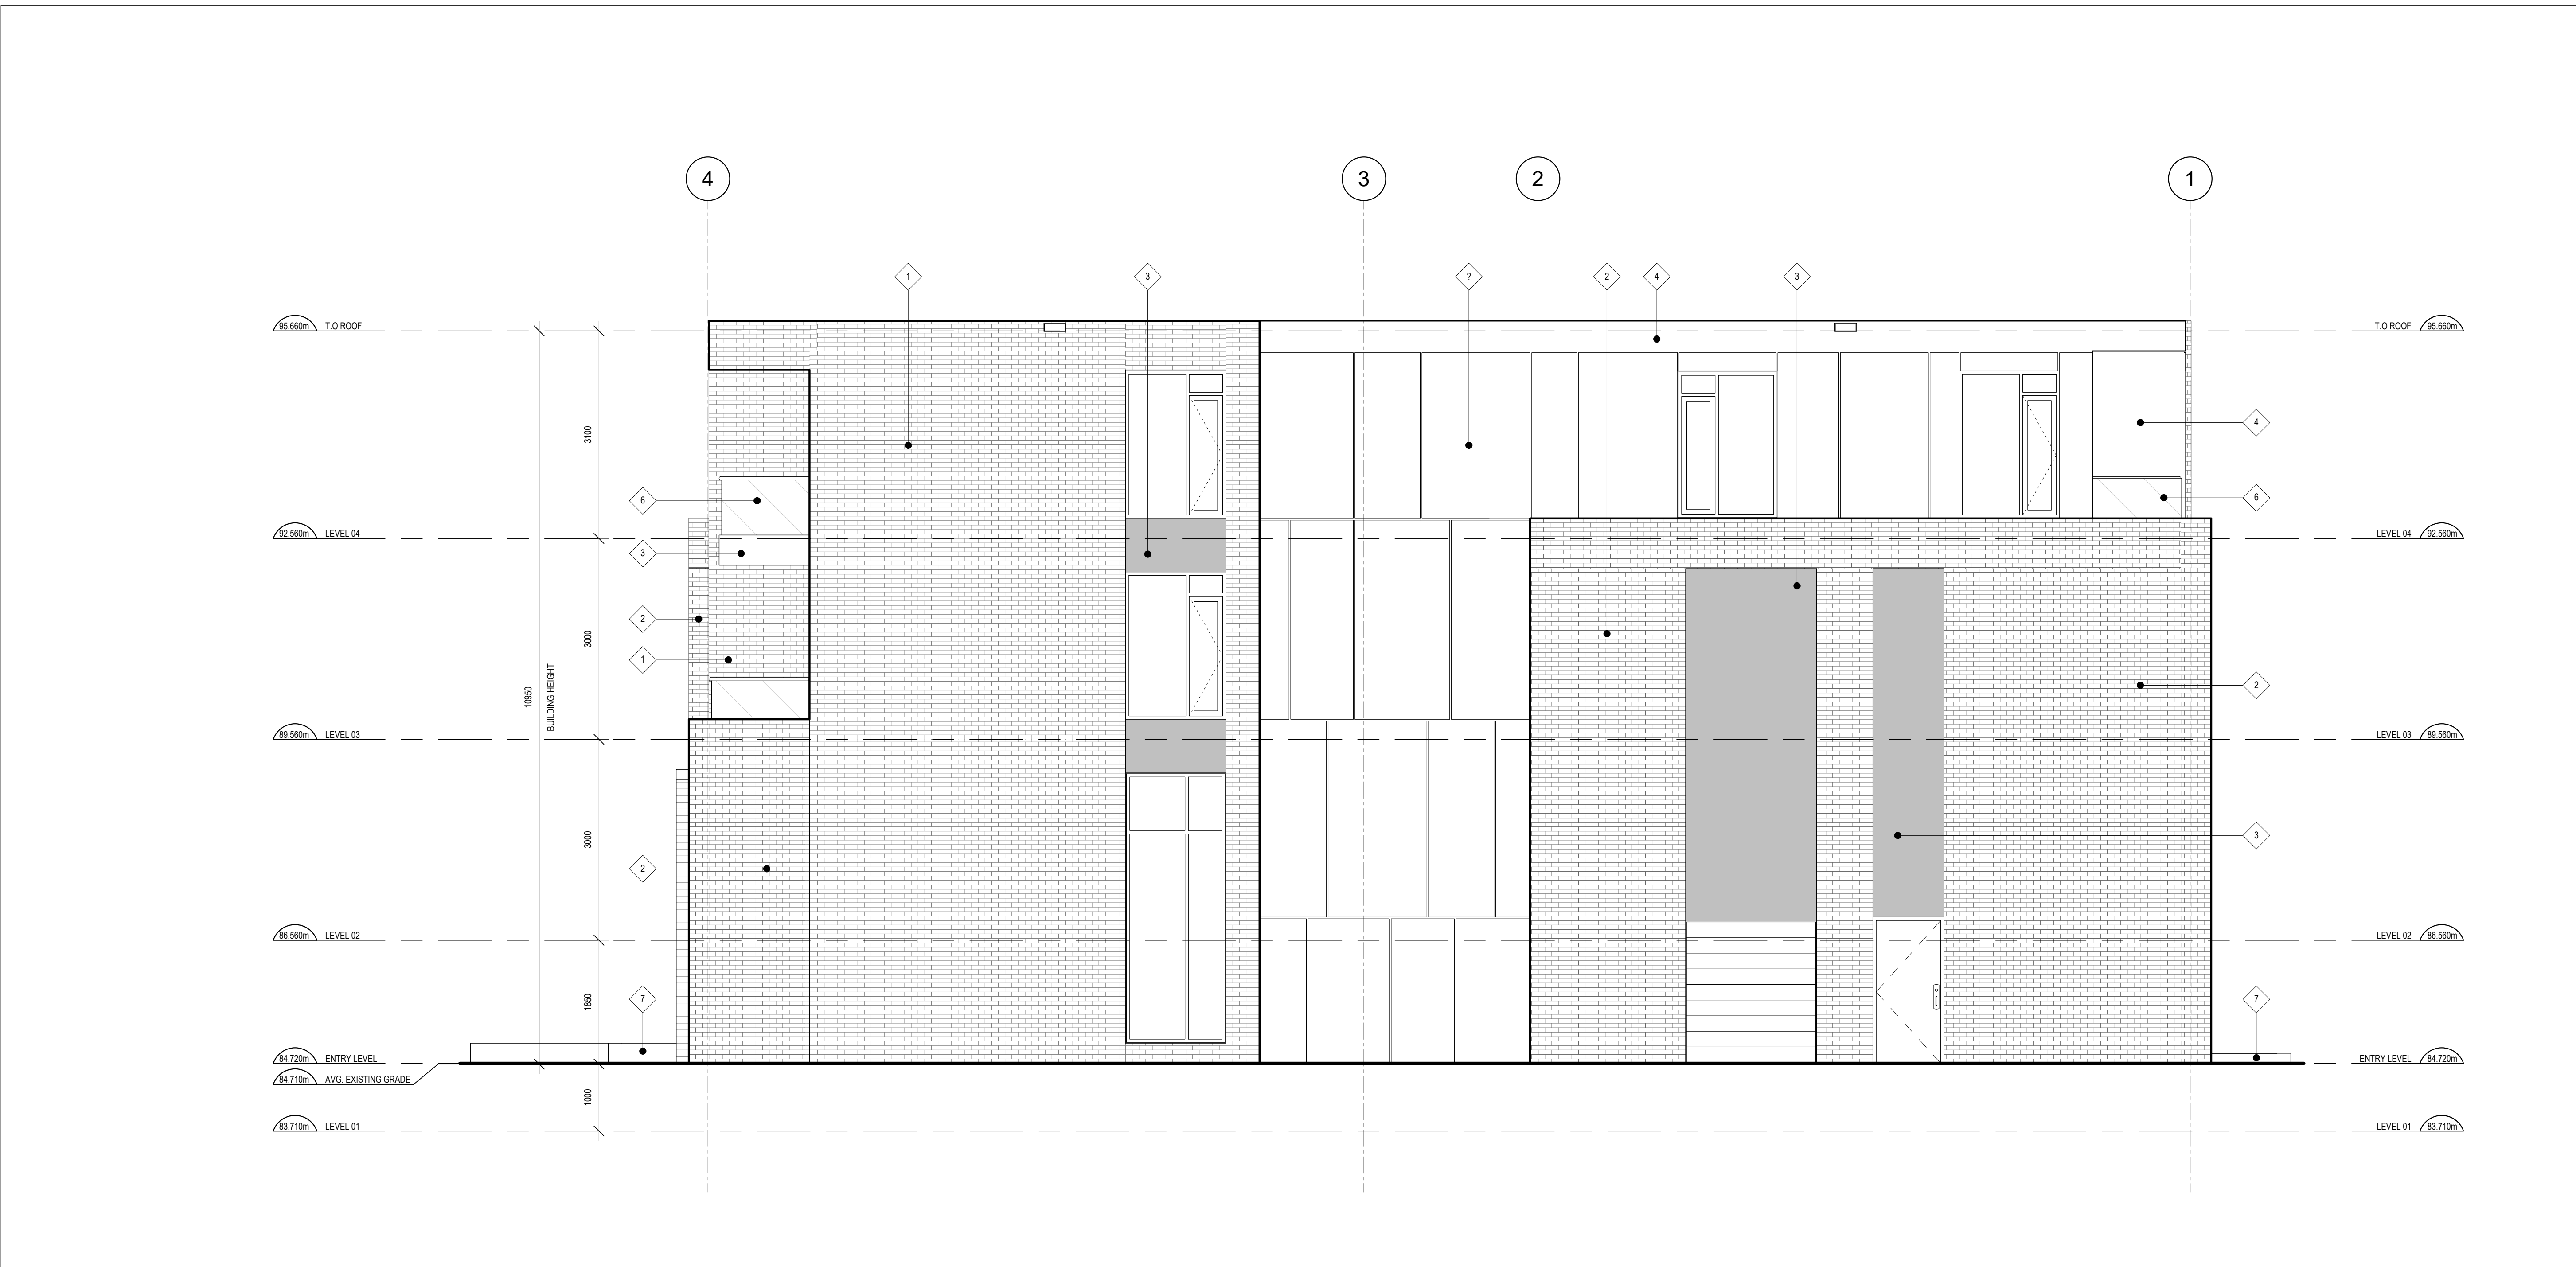 4
3
2
1
1
3
?
2
4
3
95.660m T.O ROOF
T.O ROOF 95.660m
3100
4
6
6
92.560m LEVEL 04
LEVEL 04 92.560m
3
2
3000
1
2
10950
BUILDING HEIGHT
89.560m LEVEL 03
LEVEL 03 89.560m
3000
3
2
86.560m LEVEL 02
LEVEL 02 86.560m
1850
7
7
84.720m ENTRY LEVEL
ENTRY LEVEL 84.720m
84.710m AVG. EXISTING GRADE
1000
83.710m LEVEL 01
LEVEL 01 83.710m